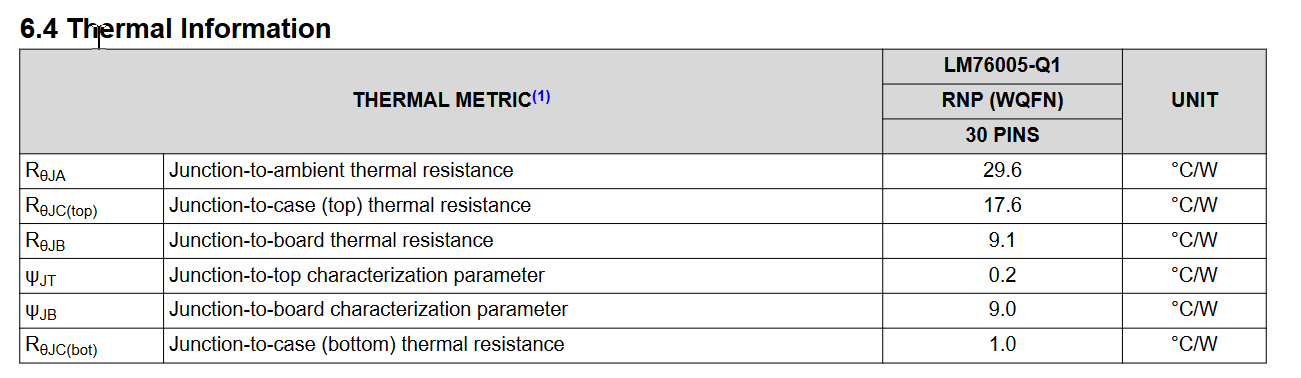 6.4 Thermal Information
THERMAL METRIC(1) LM76005-Q1 UNIT
RNP (WQFN)
30 PINS
RθJA Junction-to-ambient thermal resistance 29.6 °C/W
RθJC(top) Junction-to-case (top) thermal resistance 17.6 °C/W
RθJB Junction-to-board thermal resistance 9.1 °C/W
ψJT Junction-to-top characterization parameter 0.2 °C/W
ψJB Junction-to-board characterization parameter 9.0 °C/W
RθJC(bot) Junction-to-case (bottom) thermal resistance 1.0 °C/W